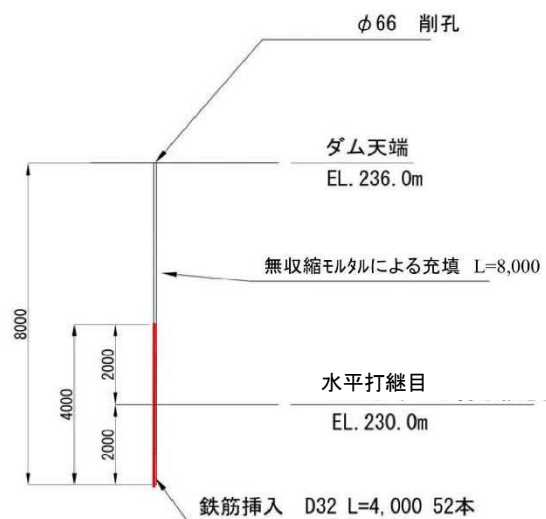 φ66 削孔
ダム天端
EL.236.0m
無収縮モルタルによる充填 L=8,000
8000
4000
2000
2000
水平打継目
EL.230.0m
鉄筋挿入 D32 L=4,000 52本